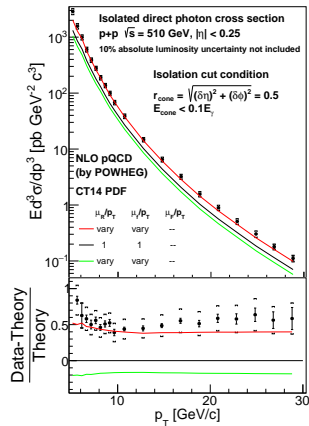 Isolated direct photon cross section
p+p √s = 510 GeV, |η| < 0.25
10% absolute luminosity uncertainty not included
Isolation cut condition
r_cone = √(δη)² + (δφ)² = 0.5
E_cone < 0.1E_T
NLO pQCD
(by POWHEG)
CT14 PDF
μ_R/p_T μ_f/p_T μ_F/p_T
vary vary --
1 1 --
vary vary --
Ed³σ/dp³ [pb GeV⁻² c³]
10³
10²
10
1
10⁻¹
Data-Theory
Theory
1
0.5
0
10 20 30
p_T [GeV/c]